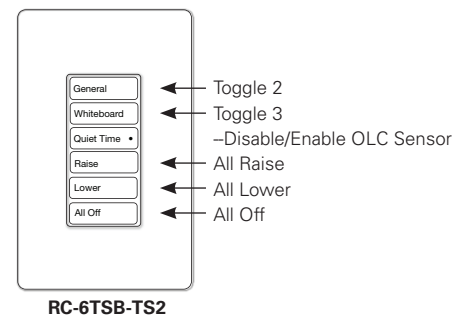 General Toggle 2
Whiteboard Toggle 3
Quiet Time • –Disable/Enable OLC Sensor
Raise All Raise
Lower All Lower
All Off All Off
RC-6TSB-TS2